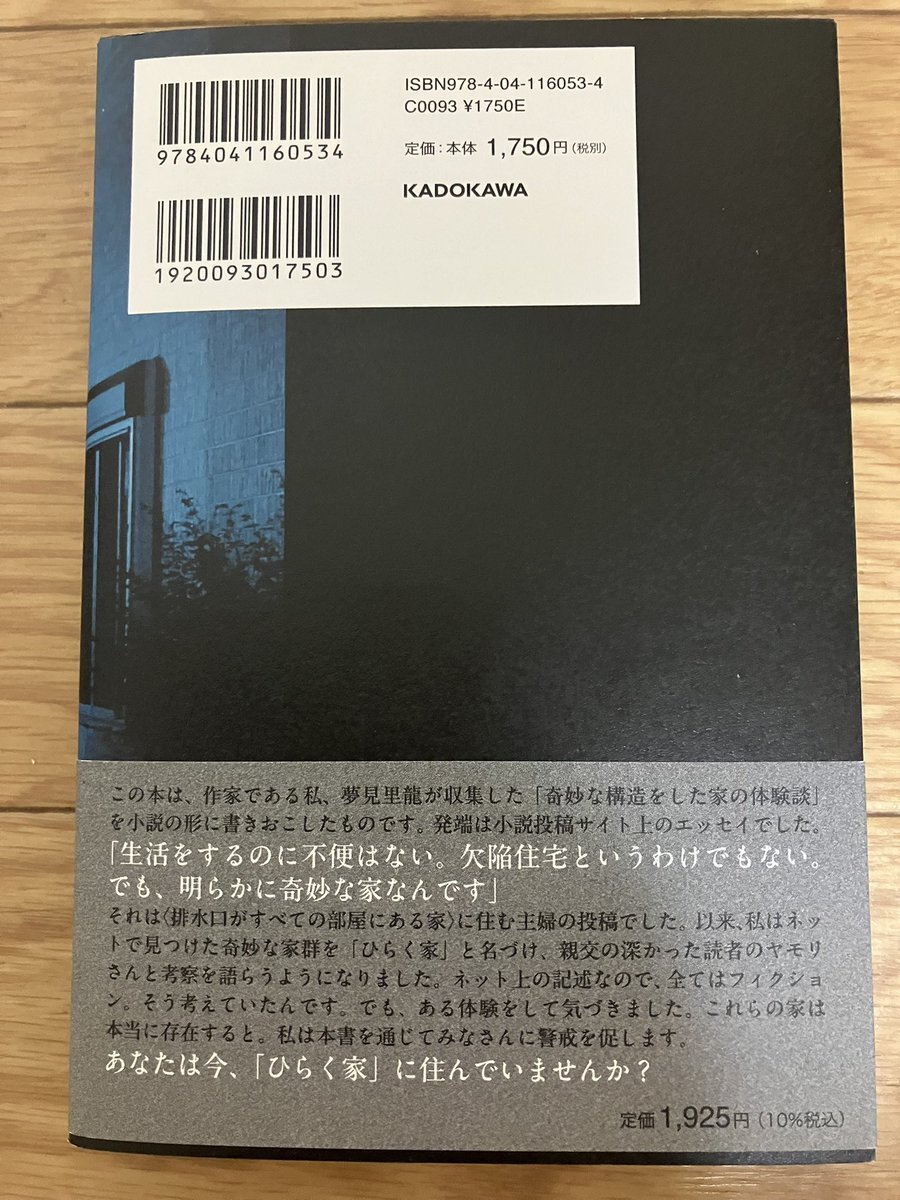 ISBN978-4-04-116053-4
C0093 ¥1750E
9784041160534
定価：本体 1,750円（税別）
KADOKAWA
1920093017503
この本は、作家である私、夢見里龍が収集した「奇妙な構造をした家の体験談」
を小説の形に書きおこしたものです。発端は小説投稿サイト上のエッセイでした。
「生活をするのに不便はない。欠陥住宅というわけでもない。
でも、明らかに奇妙な家なんです」
それは〈排水口がすべての部屋にある家〉に住む主婦の投稿でした。以来、私はネッ
トで見つけた奇妙な家群を「ひらく家」と名づけ、親交の深かった読者のヤモリ
さんと考察を語らうようになりました。ネット上の記述なので、全てはフィクショ
ン。そう考えていたんです。でも、ある体験をして気づきました。これらの家は
本当に存在すると。私は本書を通じてみなさんに警戒を促します。
あなたは今、「ひらく家」に住んでいませんか？
定価 1,925円（10%税込）